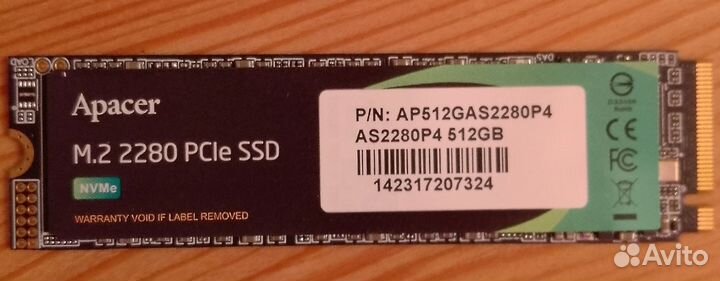 Apacer
M.2 2280 PCIe SSD
NVMe
WARRANTY VOID IF LABEL REMOVED
P/N: AP512GAS2280P4
AS2280P4 512GB
142317207324
CE
FC
Avito